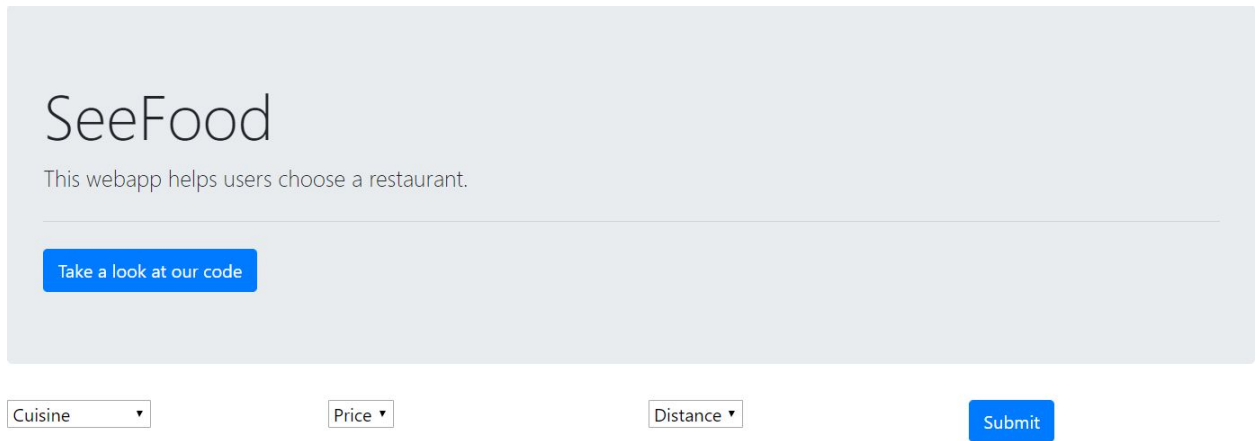 SeeFood
This webapp helps users choose a restaurant.
Take a look at our code
Cuisine Price Distance Submit